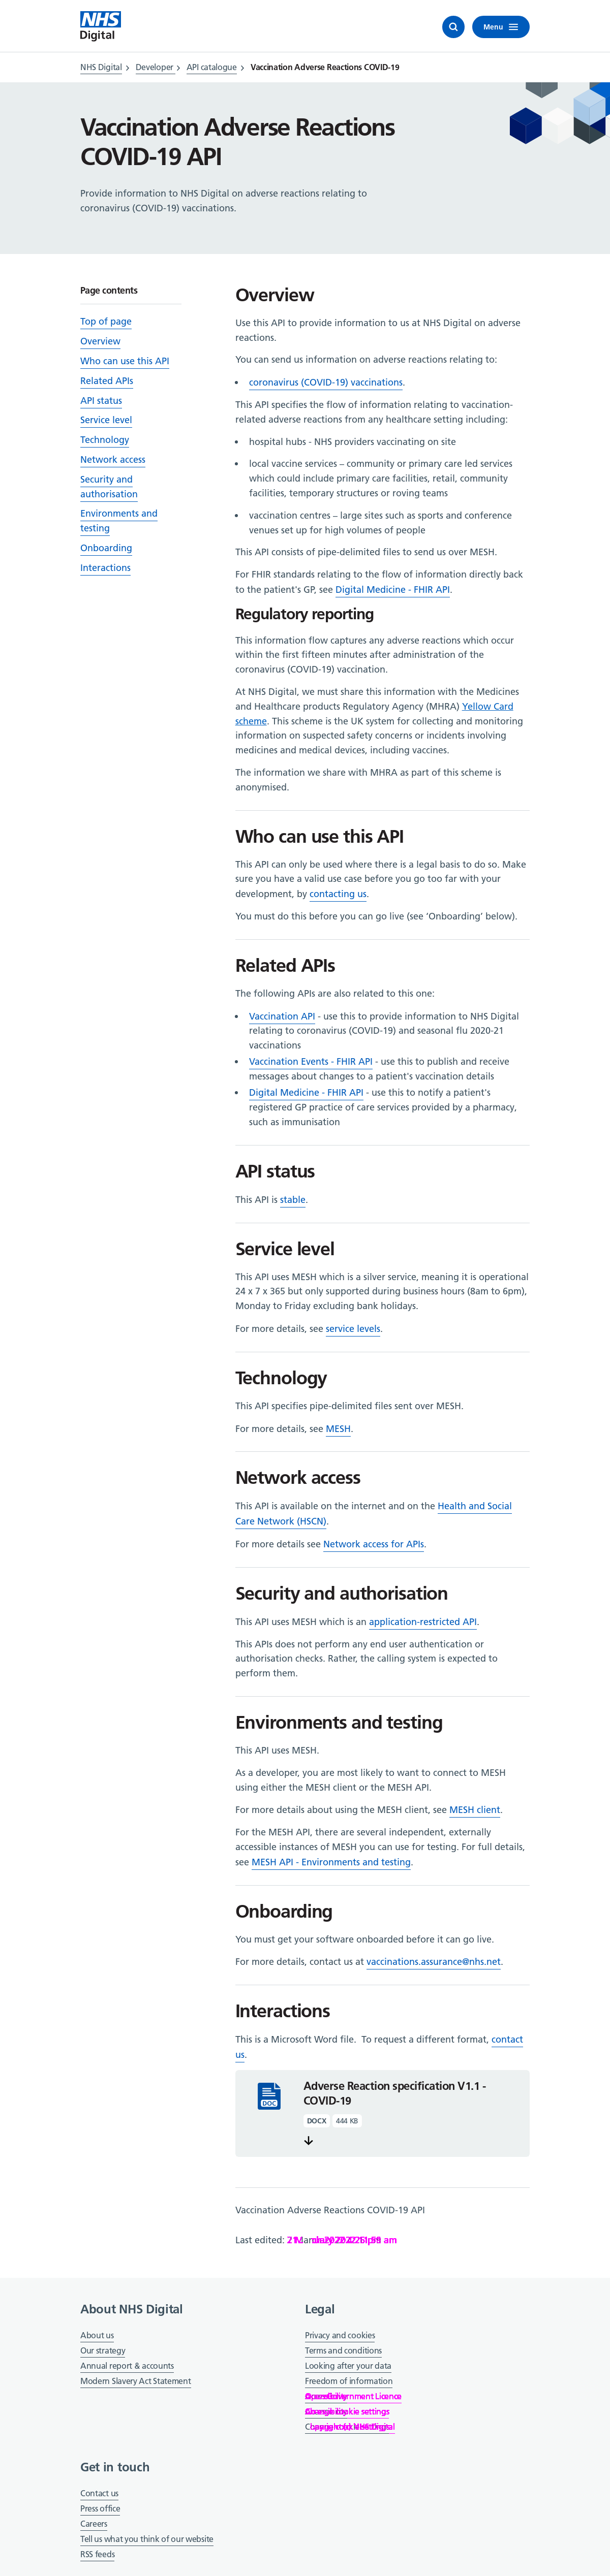 NHS
Digital
Menu
NHS Digital
Developer
API catalogue
Vaccination Adverse Reactions COVID-19
Vaccination Adverse Reactions
COVID-19 API
Provide information to NHS Digital on adverse reactions relating to
coronavirus (COVID-19) vaccinations.
Page contents
Top of page
Overview
Who can use this API
Related APIs
API status
Service level
Technology
Network access
Security and
authorisation
Environments and
testing
Onboarding
Interactions
Overview
Use this API to provide information to us at NHS Digital on adverse
reactions.
You can send us information on adverse reactions relating to:
coronavirus (COVID-19) vaccinations.
This API specifies the flow of information relating to vaccination-
related adverse reactions from any healthcare setting including:
hospital hubs - NHS providers vaccinating on site
local vaccine services – community or primary care led services
which could include primary care facilities, retail, community
facilities, temporary structures or roving teams
vaccination centres – large sites such as sports and conference
venues set up for high volumes of people
This API consists of pipe-delimited files to send us over MESH.
For FHIR standards relating to the flow of information directly back
to the patient's GP, see Digital Medicine - FHIR API.
Regulatory reporting
This information flow captures any adverse reactions which occur
within the first fifteen minutes after administration of the
coronavirus (COVID-19) vaccination.
At NHS Digital, we must share this information with the Medicines
and Healthcare products Regulatory Agency (MHRA) Yellow Card
scheme. This scheme is the UK system for collecting and monitoring
information on suspected safety concerns or incidents involving
medicines and medical devices, including vaccines.
The information we share with MHRA as part of this scheme is
anonymised.
Who can use this API
This API can only be used where there is a legal basis to do so. Make
sure you have a valid use case before you go too far with your
development, by contacting us.
You must do this before you can go live (see ‘Onboarding’ below).
Related APIs
The following APIs are also related to this one:
Vaccination API - use this to provide information to NHS Digital
relating to coronavirus (COVID-19) and seasonal flu 2020-21
vaccinations
Vaccination Events - FHIR API - use this to publish and receive
messages about changes to a patient's vaccination details
Digital Medicine - FHIR API - use this to notify a patient's
registered GP practice of care services provided by a pharmacy,
such as immunisation
API status
This API is stable.
Service level
This API uses MESH which is a silver service, meaning it is operational
24 x 7 x 365 but only supported during business hours (8am to 6pm),
Monday to Friday excluding bank holidays.
For more details, see service levels.
Technology
This API specifies pipe-delimited files sent over MESH.
For more details, see MESH.
Network access
This API is available on the internet and on the Health and Social
Care Network (HSCN).
For more details see Network access for APIs.
Security and authorisation
This API uses MESH which is an application-restricted API.
This APIs does not perform any end user authentication or
authorisation checks. Rather, the calling system is expected to
perform them.
Environments and testing
This API uses MESH.
As a developer, you are most likely to want to connect to MESH
using either the MESH client or the MESH API.
For more details about using the MESH client, see MESH client.
For the MESH API, there are several independent, externally
accessible instances of MESH you can use for testing. For full details,
see MESH API - Environments and testing.
Onboarding
You must get your software onboarded before it can go live.
For more details, contact us at vaccinations.assurance@nhs.net.
Interactions
This is a Microsoft Word file. To request a different format, contact
us.
DOC
Adverse Reaction specification V1.1 -
COVID-19
DOCX 444 KB
Vaccination Adverse Reactions COVID-19 API
Last edited:
About NHS Digital
About us
Our strategy
Annual report & accounts
Modern Slavery Act Statement
Legal
Privacy and cookies
Terms and conditions
Looking after your data
Freedom of information
Get in touch
Contact us
Press office
Careers
Tell us what you think of our website
RSS feeds